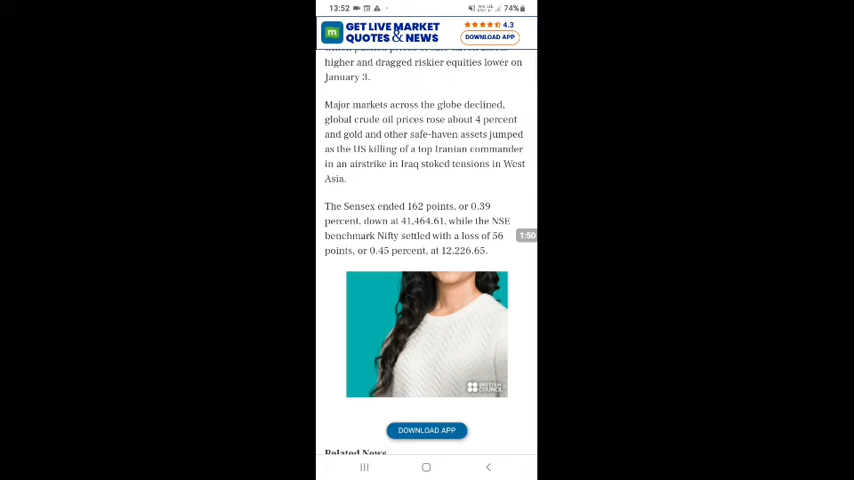 13:52
74%
GET LIVE MARKET
QUOTES & NEWS
4.3
DOWNLOAD APP
higher and dragged riskier equities lower on
January 3.
Major markets across the globe declined,
global crude oil prices rose about 4 percent
and gold and other safe-haven assets jumped
as the US killing of a top Iranian commander
in an airstrike in Iraq stoked tensions in West
Asia.
The Sensex ended 162 points, or 0.39
percent, down at 41,464.61, while the NSE
benchmark Nifty settled with a loss of 56
points, or 0.45 percent, at 12,226.65.
1:50
BRITISH
COUNCIL
DOWNLOAD APP
Related News